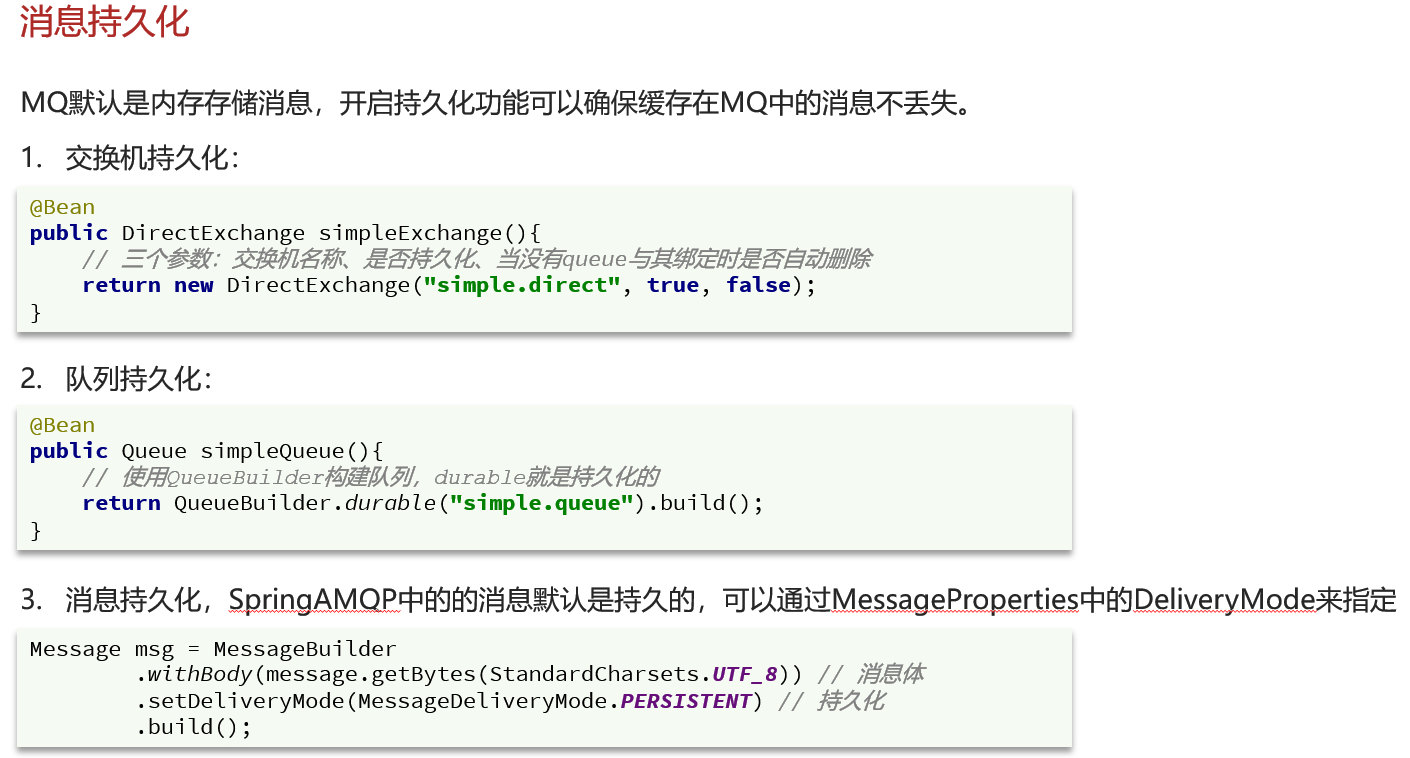 消息持久化
MQ默认是内存存储消息，开启持久化功能可以确保缓存在MQ中的消息不丢失。
1. 交换机持久化：
@Bean
public DirectExchange simpleExchange(){
    // 三个参数：交换机名称、是否持久化、当没有queue与其绑定时是否自动删除
    return new DirectExchange("simple.direct", true, false);
}
2. 队列持久化：
@Bean
public Queue simpleQueue(){
    // 使用QueueBuilder构建队列，durable就是持久化的
    return QueueBuilder.durable("simple.queue").build();
}
3. 消息持久化，SpringAMQP中的的消息默认是持久的，可以通过MessageProperties中的DeliveryMode来指定
Message msg = MessageBuilder
        .withBody(message.getBytes(StandardCharsets.UTF_8)) // 消息体
        .setDeliveryMode(MessageDeliveryMode.PERSISTENT) // 持久化
        .build();